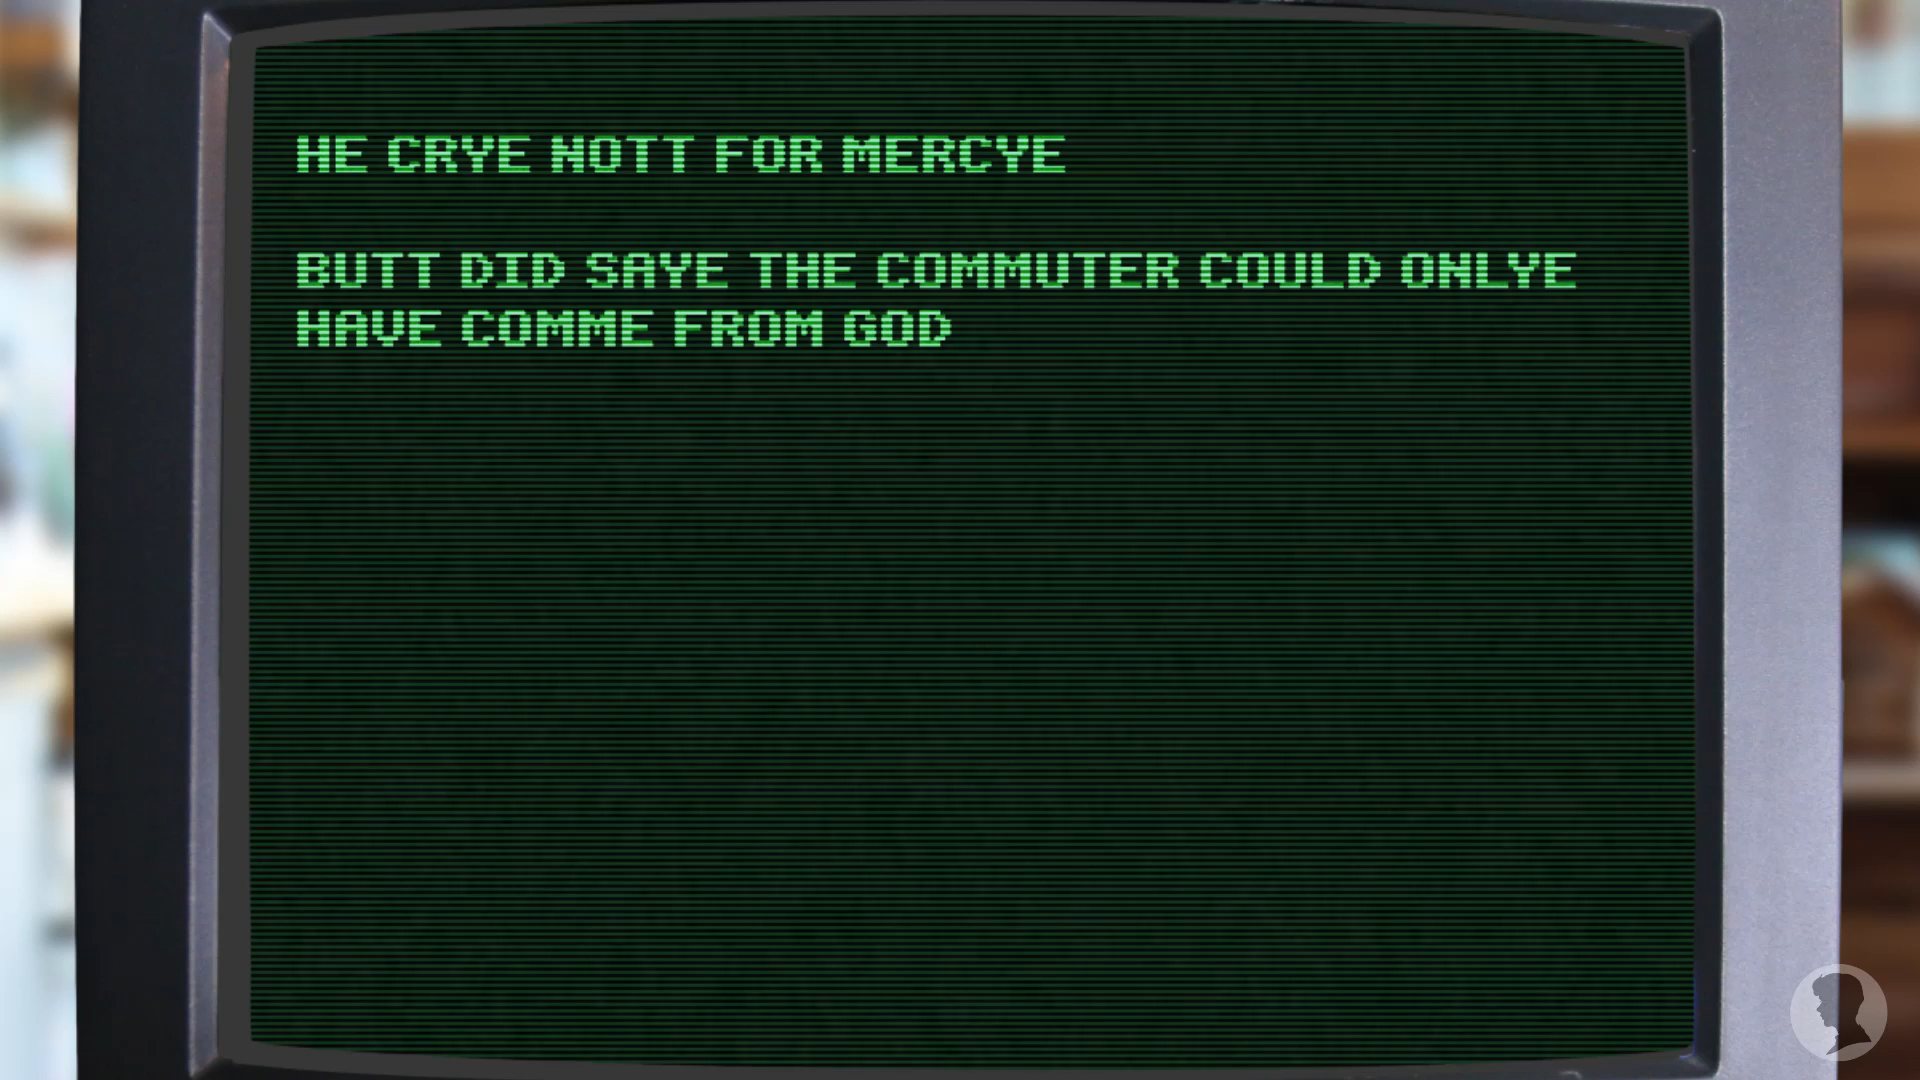 HE CRYE NOTT FOR MERCYE
BUTT DID SAYE THE COMMUTER COULD ONLYE
HAVE COMME FROM GOD